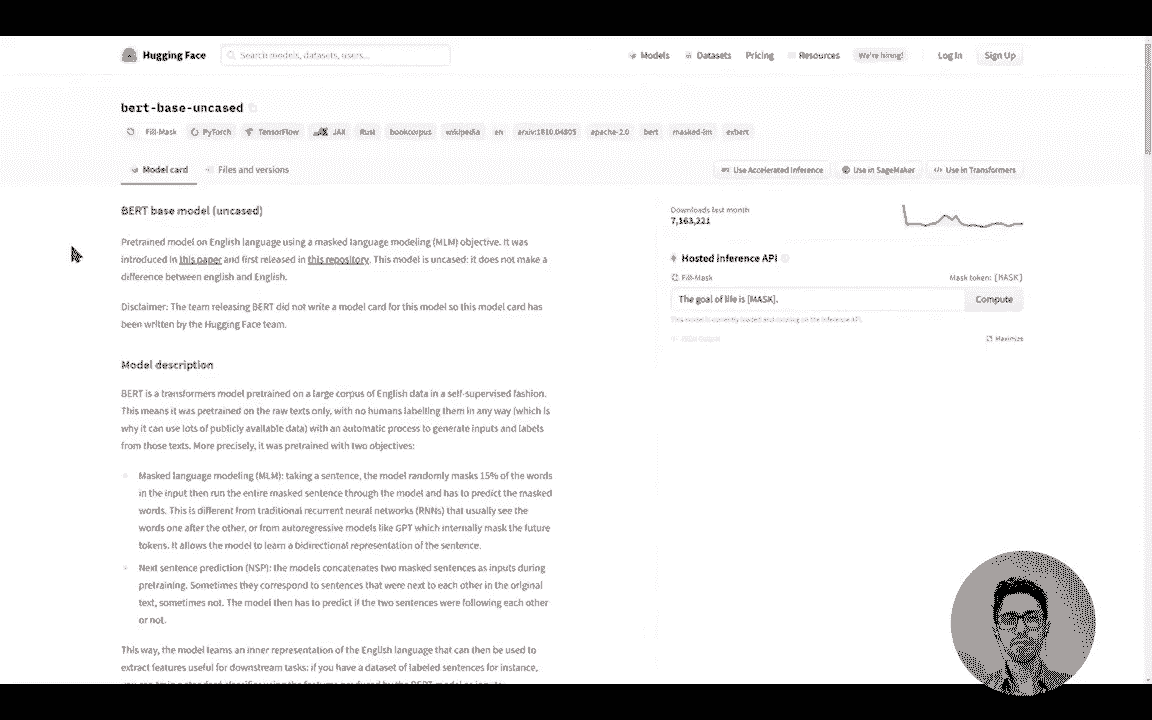 Hugging Face
Search models, datasets, users...
Models
Datasets
Pricing
Resources
We're hiring!
Log In
Sign Up
bert-base-uncased
Fill-Mask
PyTorch
TensorFlow
JAX
Rust
bookcorpus
wikipedia
en
arxiv:1810.04805
apache-2.0
bert
masked-lm
exbert
Model card
Files and versions
Use Accelerated Inference
Use in SageMaker
Use in Transformers
BERT base model (uncased)
Pretrained model on English language using a masked language modeling (MLM) objective. It was
introduced in this paper and first released in this repository. This model is uncased: it does not make a
difference between english and English.
Disclaimer: The team releasing BERT did not write a model card for this model so this model card has
been written by the Hugging Face team.
Model description
BERT is a transformers model pretrained on a large corpus of English data in a self-supervised fashion.
This means it was pretrained on the raw texts only, with no humans labelling them in any way (which is
why it can use lots of publicly available data) with an automatic process to generate inputs and labels
from those texts. More precisely, it was pretrained with two objectives:
Masked language modeling (MLM): taking a sentence, the model randomly masks 15% of the words
in the input then run the entire masked sentence through the model and has to predict the masked
words. This is different from traditional recurrent neural networks (RNNs) that usually see the
words one after the other, or from autoregressive models like GPT which internally mask the future
tokens. It allows the model to learn a bidirectional representation of the sentence.
Next sentence prediction (NSP): the models concatenates two masked sentences as inputs during
pretraining. Sometimes they correspond to sentences that were next to each other in the original
text, sometimes not. The model then has to predict if the two sentences were following each other
or not.
This way, the model learns an inner representation of the English language that can then be used to
extract features useful for downstream tasks: if you have a dataset of labeled sentences for instance,
Downloads last month
7,163,221
Hosted inference API
Fill-Mask
Mask token: [MASK]
The goal of life is [MASK].
Compute
This model is currently loaded and running on the Inference API.
JSON Output
Maximize